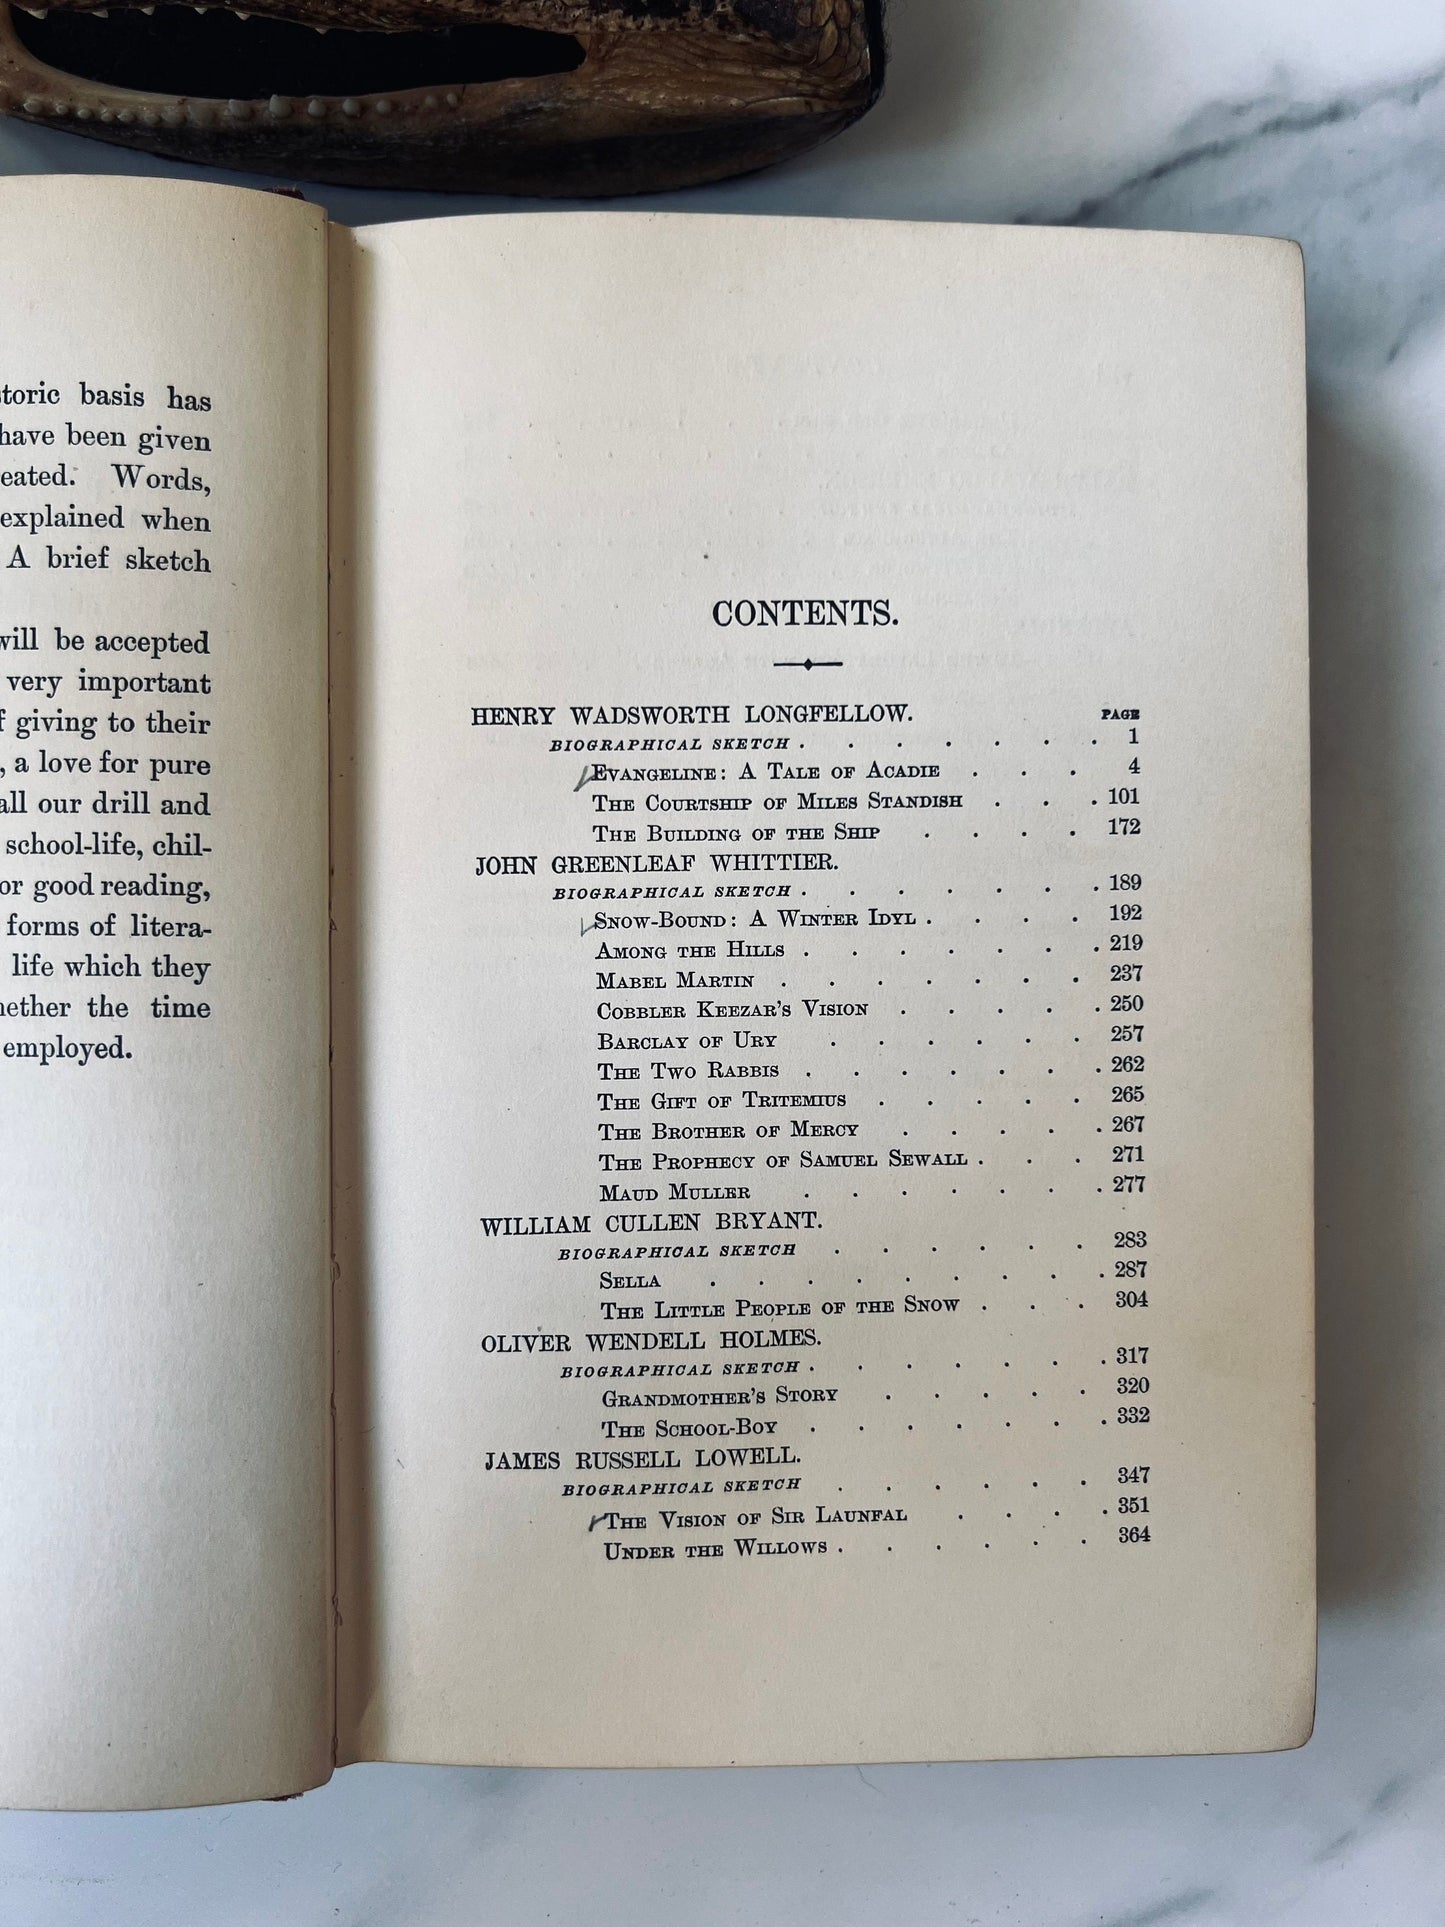 toric basis has
have been given
eated. Words,
explained when
A brief sketch
will be accepted
very important
f giving to their
, a love for pure
all our drill and
school-life, chil-
or good reading,
forms of litera-
life which they
hether the time
employed.
CONTENTS.
HENRY WADSWORTH LONGFELLOW. PAGE
BIOGRAPHICAL SKETCH . . . . . . . 1
EVANGELINE: A TALE OF ACADIE . . . 4
THE COURTSHIP OF MILES STANDISH . . . 101
THE BUILDING OF THE SHIP . . . . 172
JOHN GREENLEAF WHITTIER.
BIOGRAPHICAL SKETCH . . . . . . . 189
SNOW-BOUND: A WINTER IDYL . . . . 192
AMONG THE HILLS . . . . . . . 219
MABEL MARTIN . . . . . . . 237
COBBLER KEEZAR'S VISION . . . . . 250
BARCLAY OF URY . . . . . . 257
THE TWO RABBIS . . . . . . . 262
THE GIFT OF TRITEMIUS . . . . . 265
THE BROTHER OF MERCY . . . . . 267
THE PROPHECY OF SAMUEL SEWALL . . . 271
MAUD MULLER . . . . . . . 277
WILLIAM CULLEN BRYANT.
BIOGRAPHICAL SKETCH . . . . . . 283
SELLA . . . . . . . . . 287
THE LITTLE PEOPLE OF THE SNOW . . . 304
OLIVER WENDELL HOLMES.
BIOGRAPHICAL SKETCH . . . . . . . 317
GRANDMOTHER'S STORY . . . . . 320
THE SCHOOL-BOY . . . . . . . 332
JAMES RUSSELL LOWELL.
BIOGRAPHICAL SKETCH . . . . . . 347
THE VISION OF SIR LAUNFAL . . . . 351
UNDER THE WILLOWS . . . . . . 364